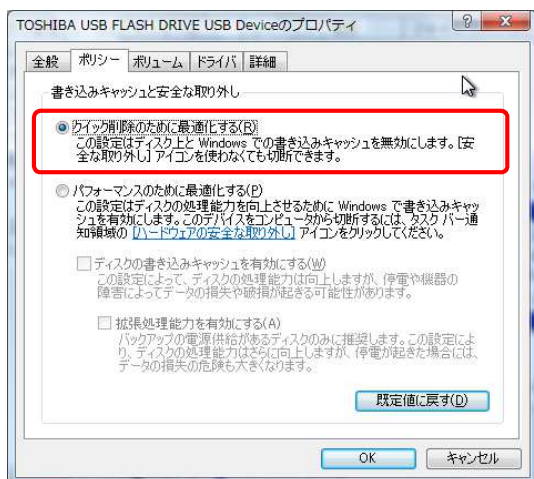 TOSHIBA USB FLASH DRIVE USB Deviceのプロパティ
全般 ポリシー ボリューム ドライバ 詳細
書き込みキャッシュと安全な取り外し
クイック削除のために最適化する(R)
この設定はディスク上と Windows での書き込みキャッシュを無効にします。[安
全な取り外し] アイコンを使わなくても切断できます。
パフォーマンスのために最適化する(P)
この設定はディスクの処理能力を向上させるために Windows で書き込みキャッ
シュを有効にします。このデバイスをコンピュータから切断するには、タスク バー通
知領域の [ハードウェアの安全な取り外し] アイコンをクリックしてください。
ディスクの書き込みキャッシュを有効にする(W)
この設定によって、ディスクの処理能力は向上しますが、停電や機器の
障害によってデータの損失や破損が起きる可能性があります。
拡張処理能力を有効にする(A)
バックアップの電源供給があるディスクのみに推奨します。この設定によ
り、ディスクの処理能力はさらに向上しますが、停電が起きた場合には、
データの損失の危険も大きくなります。
既定値に戻す(D)
OK キャンセル